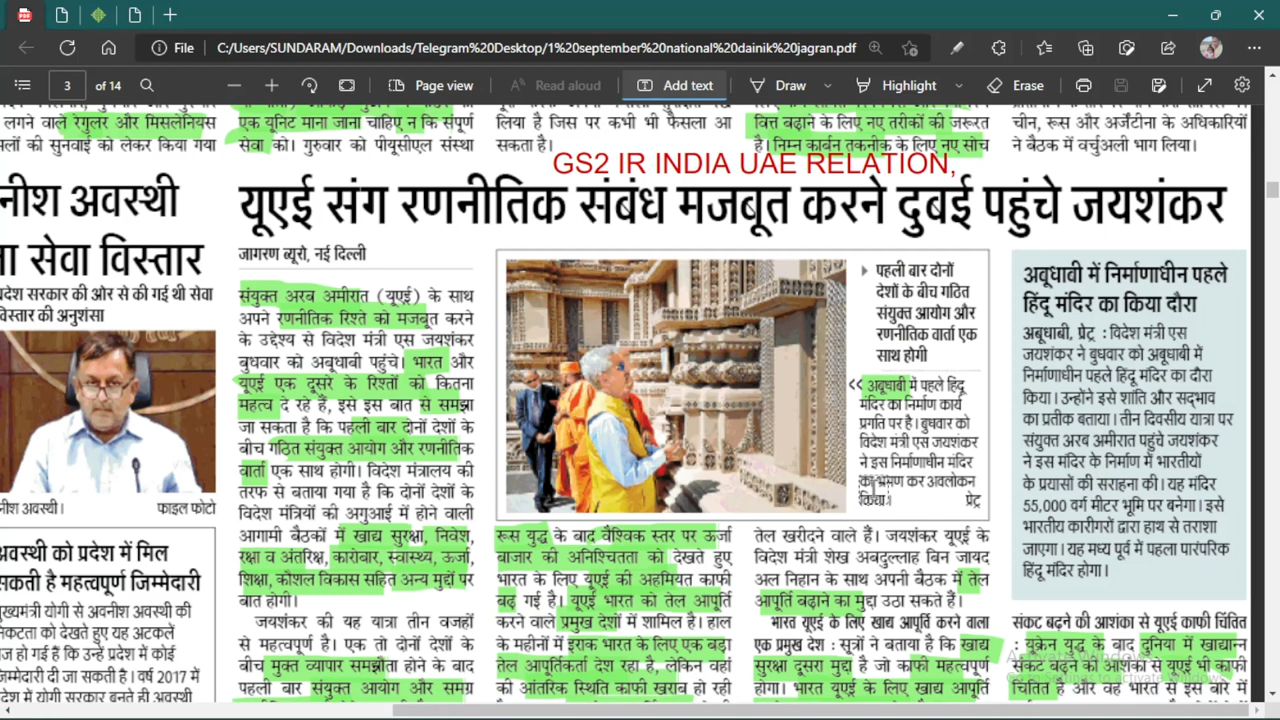 File
C:/Users/SUNDARAM/Downloads/Telegram%20Desktop/1%20september%20national%20dainik%20jagran.pdf
3 of 14
Page view
Read aloud
Add text
Draw
Highlight
Erase
लाने वाले रेगुलर और मिसलेनियस
लों की सुनवाई को लेकर किया गया
एक यूनिट माना जाना चाहिए न कि संपूर्ण
सेवा को। गुरुवार को पीयूसीएल संस्था
लिया है जिस पर कभी भी फैसला आ
सकता है।
वित्त बढ़ाने के लिए नए तरीकों की जरूरत
है। निम्न कार्बन तकनीक के लिए नए सोच
चीन, रूस और अर्जेंटीना के अधिकारियों
ने बैठक में वर्चुअली भाग लिया।
GS2 IR INDIA UAE RELATION,
नीश अवस्थी
ा सेवा विस्तार
प्रदेश सरकार की ओर से की गई थी सेवा
विस्तार की अनुशंसा
नीश अवस्थी। फाइल फोटो
अवस्थी को प्रदेश में मिल
सकती है महत्वपूर्ण जिम्मेदारी
मुख्यमंत्री योगी से अवनीश अवस्थी की
नकटता को देखते हुए यह अटकलें
ज हो गई हैं कि उन्हें प्रदेश में कोई
जिम्मेदारी दी जा सकती है। वर्ष 2017 में
देश में योगी सरकार बनते ही अवस्थी
यूएई संग रणनीतिक संबंध मजबूत करने दुबई पहुंचे जयशंकर
जागरण ब्यूरो, नई दिल्ली
संयुक्त अरब अमीरात (यूएई) के साथ
अपने रणनीतिक रिश्ते को मजबूत करने
के उद्देश्य से विदेश मंत्री एस जयशंकर
बुधवार को अबूधाबी पहुंचे। भारत और
यूएई एक दूसरे के रिश्तों को कितना
महत्व दे रहे हैं, इसे इस बात से समझा
जा सकता है कि पहली बार दोनों देशों के
बीच गठित संयुक्त आयोग और रणनीतिक
वार्ता एक साथ होगी। विदेश मंत्रालय की
तरफ से बताया गया है कि दोनों देशों के
विदेश मंत्रियों की अगुआई में होने वाली
आगामी बैठकों में खाद्य सुरक्षा, निवेश,
रक्षा व अंतरिक्ष, कारोबार, स्वास्थ्य, ऊर्जा,
शिक्षा, कौशल विकास सहित अन्य मुद्दों पर
बात होगी।
जयशंकर की यह यात्रा तीन वजहों
से महत्वपूर्ण है। एक तो दोनों देशों के
बीच मुक्त व्यापार समझौता होने के बाद
पहली बार संयुक्त आयोग और समग्र
पहली बार दोनों
देशों के बीच गठित
संयुक्त आयोग और
रणनीतिक वार्ता एक
साथ होगी
अबूधाबी में पहले हिंदू
मंदिर का निर्माण कार्य
प्रगति पर है। बुधवार को
विदेश मंत्री एस जयशंकर
ने इस निर्माणाधीन मंदिर
का भ्रमण कर अवलोकन
किया। प्रेट्र
रूस युद्ध के बाद वैश्विक स्तर पर ऊर्जा
बाजार की अनिश्चितता को देखते हुए
भारत के लिए यूएई की अहमियत काफी
बढ़ गई है। यूएई भारत को तेल आपूर्ति
करने वाले प्रमुख देशों में शामिल है। हाल
के महीनों में इराक भारत के लिए एक बड़ा
तेल आपूर्तिकर्ता देश रहा है, लेकिन वहां
की आंतरिक स्थिति काफी खराब हो रही
तेल खरीदने वाले हैं। जयशंकर यूएई के
विदेश मंत्री शेख अबदुल्लाह बिन जायद
अल निहान के साथ अपनी बैठक में तेल
आपूर्ति बढ़ाने का मुद्दा उठा सकते हैं।
भारत यूएई के लिए खाद्य आपूर्ति करने वाला
एक प्रमुख देश : सूत्रों ने बताया है कि खाद्य
सुरक्षा दूसरा मुद्दा है जो काफी महत्वपूर्ण
होगा। भारत यूएई के लिए खाद्य आपूर्ति
अबूधाबी में निर्माणाधीन पहले
हिंदू मंदिर का किया दौरा
अबूधाबी, प्रेट्र : विदेश मंत्री एस
जयशंकर ने बुधवार को अबूधाबी में
निर्माणाधीन पहले हिंदू मंदिर का दौरा
किया। उन्होंने इसे शांति और सद्भाव
का प्रतीक बताया। तीन दिवसीय यात्रा पर
संयुक्त अरब अमीरात पहुंचे जयशंकर
ने इस मंदिर के निर्माण में भारतीयों
के प्रयासों की सराहना की। यह मंदिर
55,000 वर्ग मीटर भूमि पर बनेगा। इसे
भारतीय कारीगरों द्वारा हाथ से तराशा
जाएगा। यह मध्य पूर्व में पहला पारंपरिक
हिंदू मंदिर होगा।
संकट बढ़ने की आशंका से यूएई काफी चिंतित
: यूक्रेन युद्ध के बाद दुनिया में खाद्यान्न
संकट बढ़ने की आशंका से यूएई भी काफी
चिंतित है और वह भारत से इस बारे में
Activate Windows
Go to Settings to activate Windows.